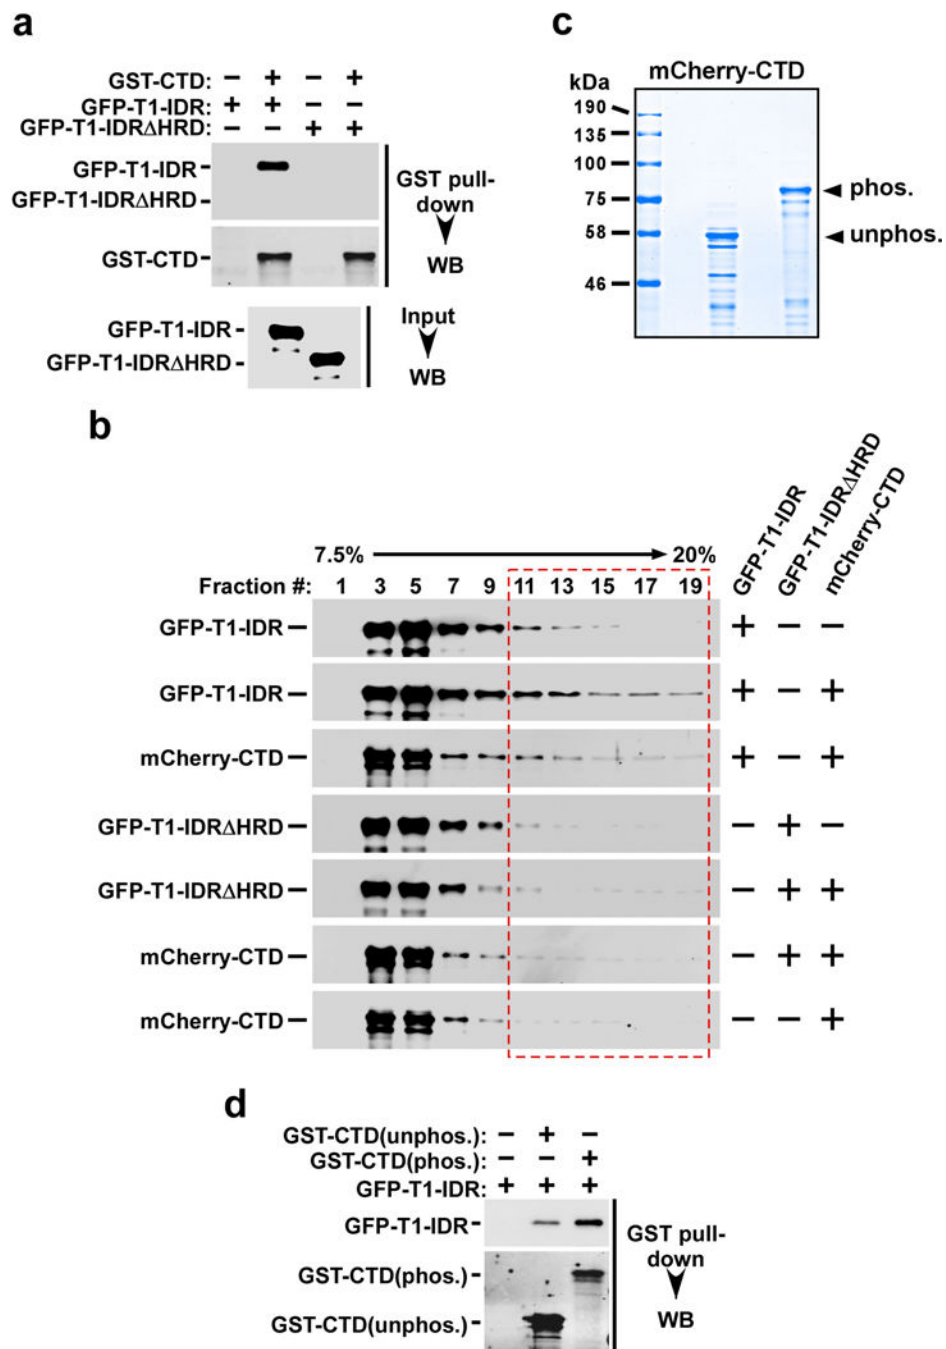 a
GST-CTD: − + − +
GFP-T1-IDR: + + − −
GFP-T1-IDRΔHRD: − − + +
GFP-T1-IDR
GFP-T1-IDRΔHRD
GST-CTD
GST pull-
down
WB
GFP-T1-IDR
GFP-T1-IDRΔHRD
Input
WB
c
kDa
mCherry-CTD
190
135
100
75
58
46
phos.
unphos.
b
7.5% 20%
Fraction #: 1 3 5 7 9 11 13 15 17 19
GFP-T1-IDR
GFP-T1-IDRΔHRD
mCherry-CTD
GFP-T1-IDR + − −
GFP-T1-IDR + − +
mCherry-CTD + − +
GFP-T1-IDRΔHRD − + −
GFP-T1-IDRΔHRD − + +
mCherry-CTD − + +
mCherry-CTD − − +
d
GST-CTD(unphos.): − + −
GST-CTD(phos.): − − +
GFP-T1-IDR: + + +
GFP-T1-IDR
GST-CTD(phos.)
GST-CTD(unphos.)
GST pull-
down
WB